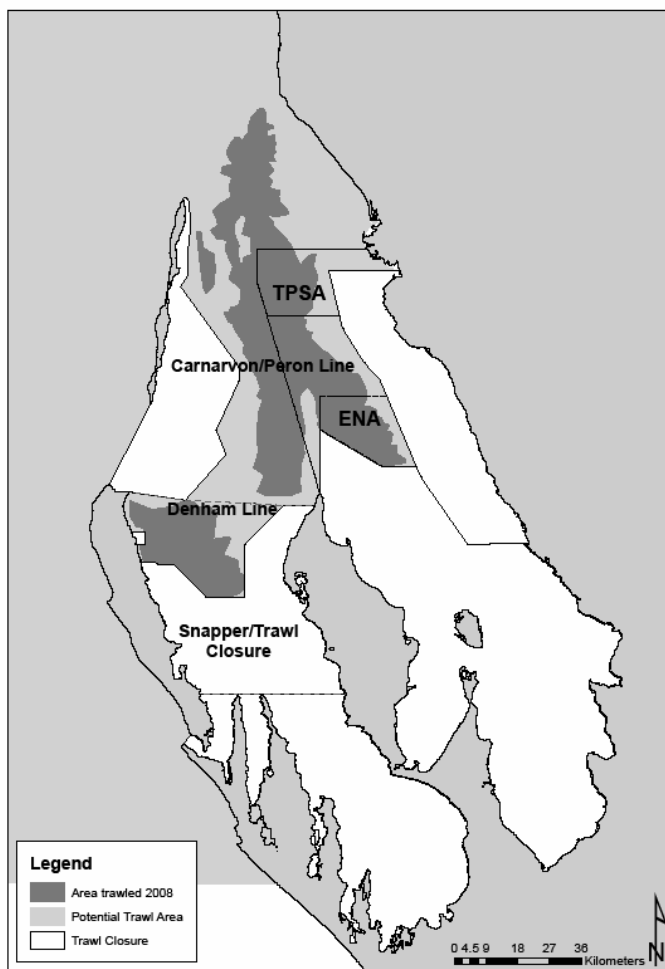 TPSA
Carnarvon/Peron Line
ENA
Denham Line
Snapper/Trawl
Closure
Legend
Area trawled 2008
Potential Trawl Area
Trawl Closure
N
0 4.5 9 18 27 36
Kilometers